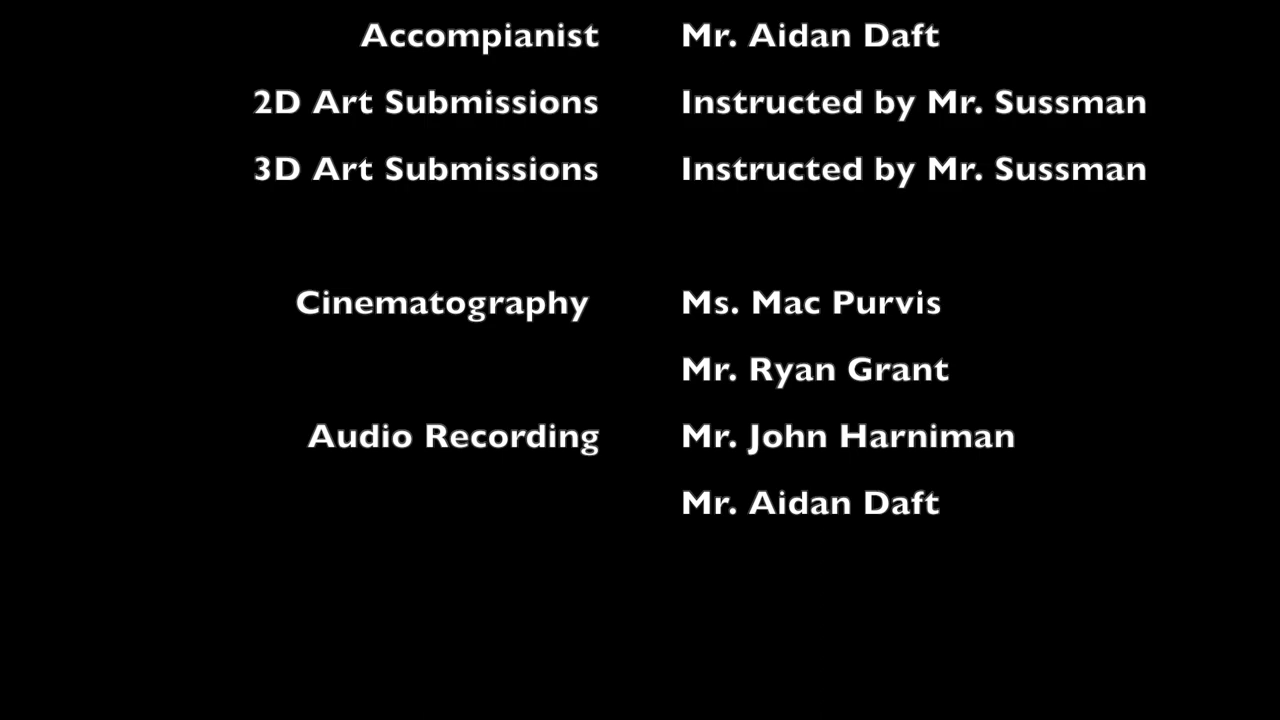 Accompianist Mr. Aidan Daft
2D Art Submissions Instructed by Mr. Sussman
3D Art Submissions Instructed by Mr. Sussman
Cinematography Ms. Mac Purvis
Mr. Ryan Grant
Audio Recording Mr. John Harniman
Mr. Aidan Daft